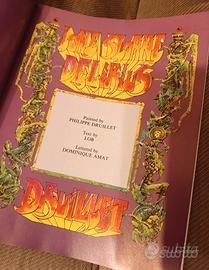 LONE SLOANE
DELIRIUS
Painted by
PHILIPPE DRUILLET
Text by
LOB
Lettered by
DOMINIQUE AMAT
DRUILLET
subito